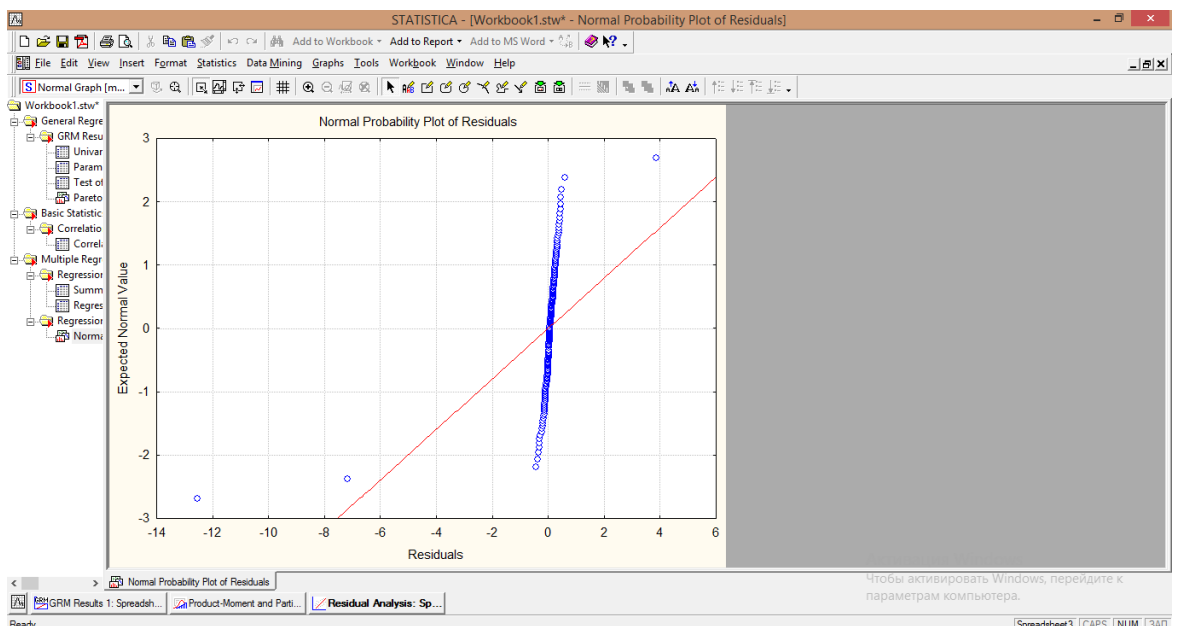 STATISTICA - [Workbook1.stw* - Normal Probability Plot of Residuals]
Add to Workbook Add to Report Add to MS Word
File Edit View Insert Format Statistics Data Mining Graphs Tools Workbook Window Help
Normal Graph [m...
Workbook1.stw*
General Regre
GRM Resu
Univar
Param
Test of
Pareto
Basic Statistic
Correlatio
Correl
Multiple Regr
Regression
Summ
Regres
Regression
Norma
Normal Probability Plot of Residuals
3
2
1
0
-1
-2
-3
Expected Normal Value
-14 -12 -10 -8 -6 -4 -2 0 2 4 6
Residuals
Normal Probability Plot of Residuals
Чтобы активировать Windows, перейдите к
параметрам компьютера.
GRM Results 1: Spreadsh... Product-Moment and Parti... Residual Analysis: Sp...
Ready Spreadsheet3 CAPS NUM ЗАП